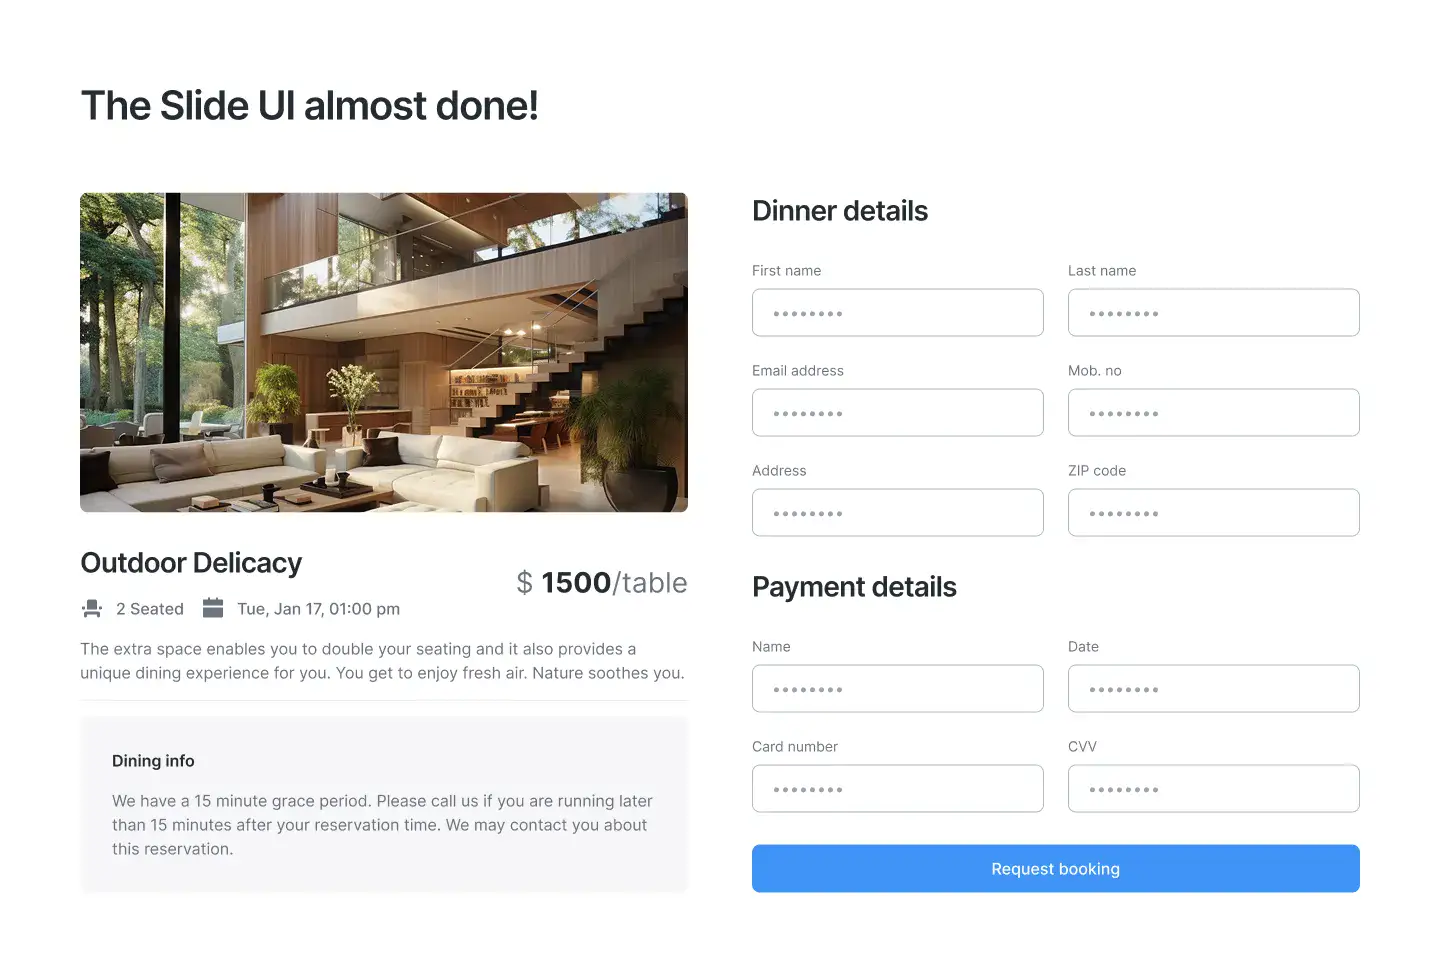 The Slide UI almost done!
Outdoor Delicacy
$ 1500/table
2 Seated Tue, Jan 17, 01:00 pm
The extra space enables you to double your seating and it also provides a
unique dining experience for you. You get to enjoy fresh air. Nature soothes you.
Dining info
We have a 15 minute grace period. Please call us if you are running later
than 15 minutes after your reservation time. We may contact you about
this reservation.
Dinner details
First name
Last name
Email address
Mob. no
Address
ZIP code
Payment details
Name
Date
Card number
CVV
Request booking